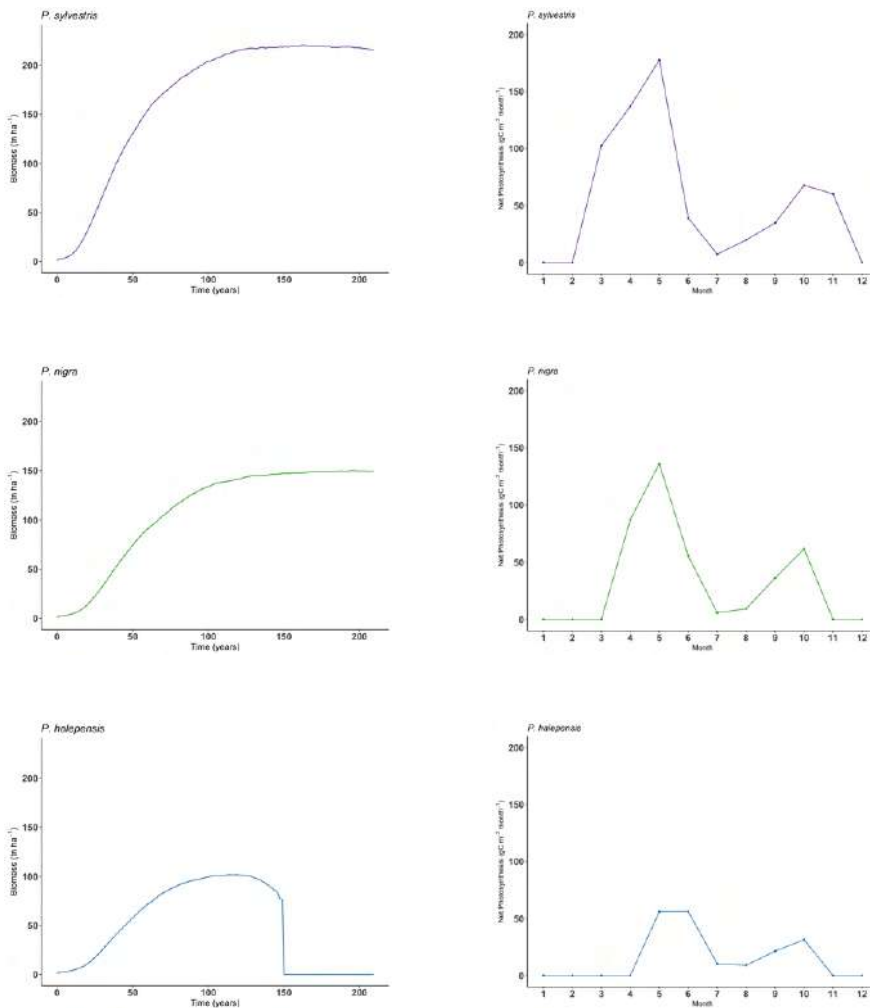 P. sylvestris
200
150
100
50
0
Biomass (tn ha⁻¹)
0 50 100 150 200
Time (years)
P. sylvestris
200
150
100
50
0
Net Photosynthesis (gC m⁻² month⁻¹)
1 2 3 4 5 6 7 8 9 10 11 12
Month
P. nigra
200
150
100
50
0
Biomass (tn ha⁻¹)
0 50 100 150 200
Time (years)
P. nigra
200
150
100
50
0
Net Photosynthesis (gC m⁻² month⁻¹)
1 2 3 4 5 6 7 8 9 10 11 12
Month
P. halepensis
200
150
100
50
0
Biomass (tn ha⁻¹)
0 50 100 150 200
Time (years)
P. halepensis
200
150
100
50
0
Net Photosynthesis (gC m⁻² month⁻¹)
1 2 3 4 5 6 7 8 9 10 11 12
Month